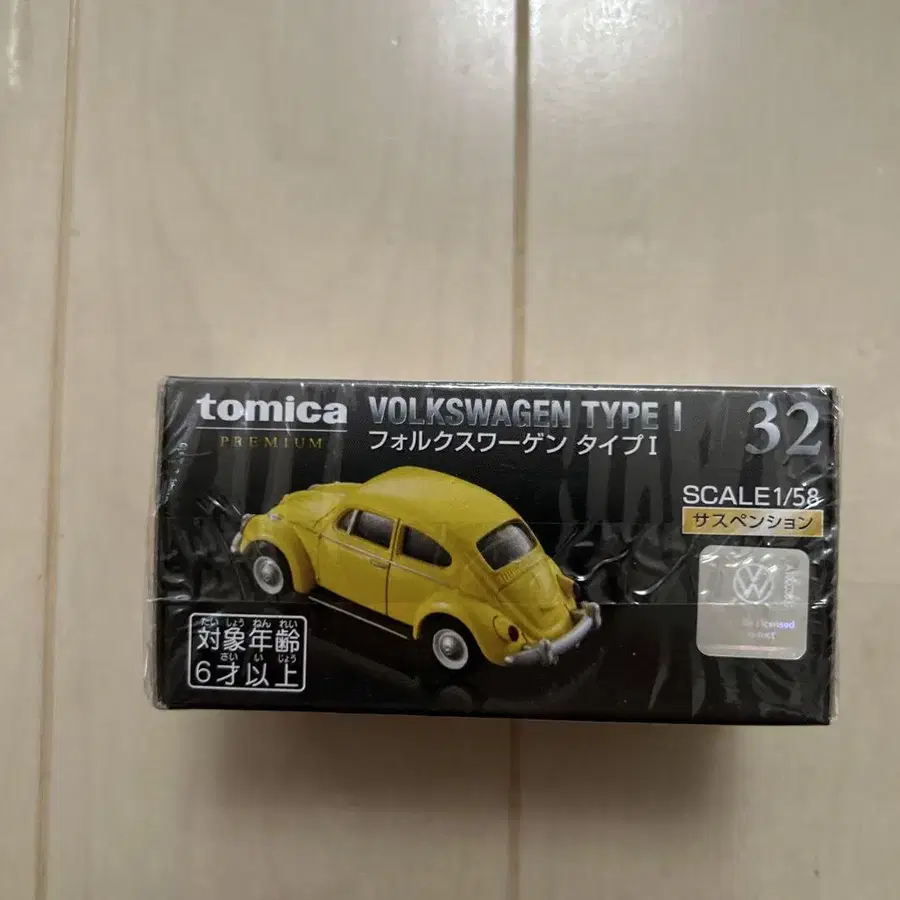 tomica
PREMIUM
VOLKSWAGEN TYPE I
フォルクスワーゲン タイプI
32
SCALE1/58
サスペンション
たいしょうねんれい
対象年齢
さいいじょう
6才以上